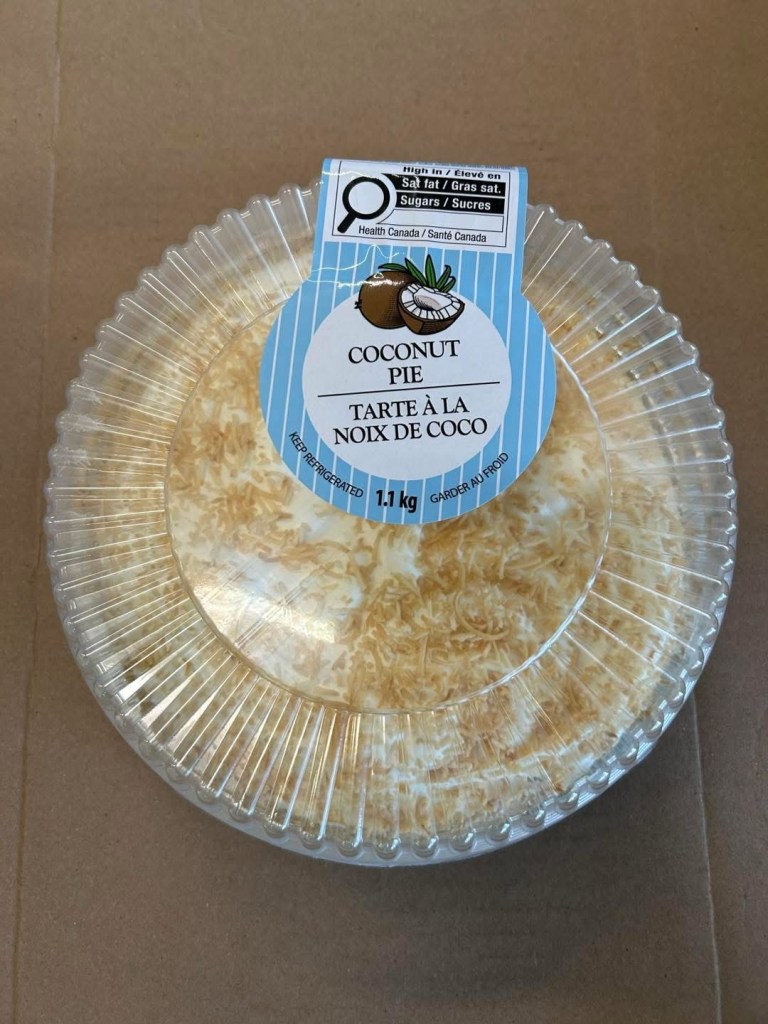 High in / Élevé en
Sat fat / Gras sat.
Sugars / Sucres
Health Canada / Santé Canada
COCONUT
PIE
TARTE À LA
NOIX DE COCO
KEEP REFRIGERATED
1.1 kg
GARDER AU FROID